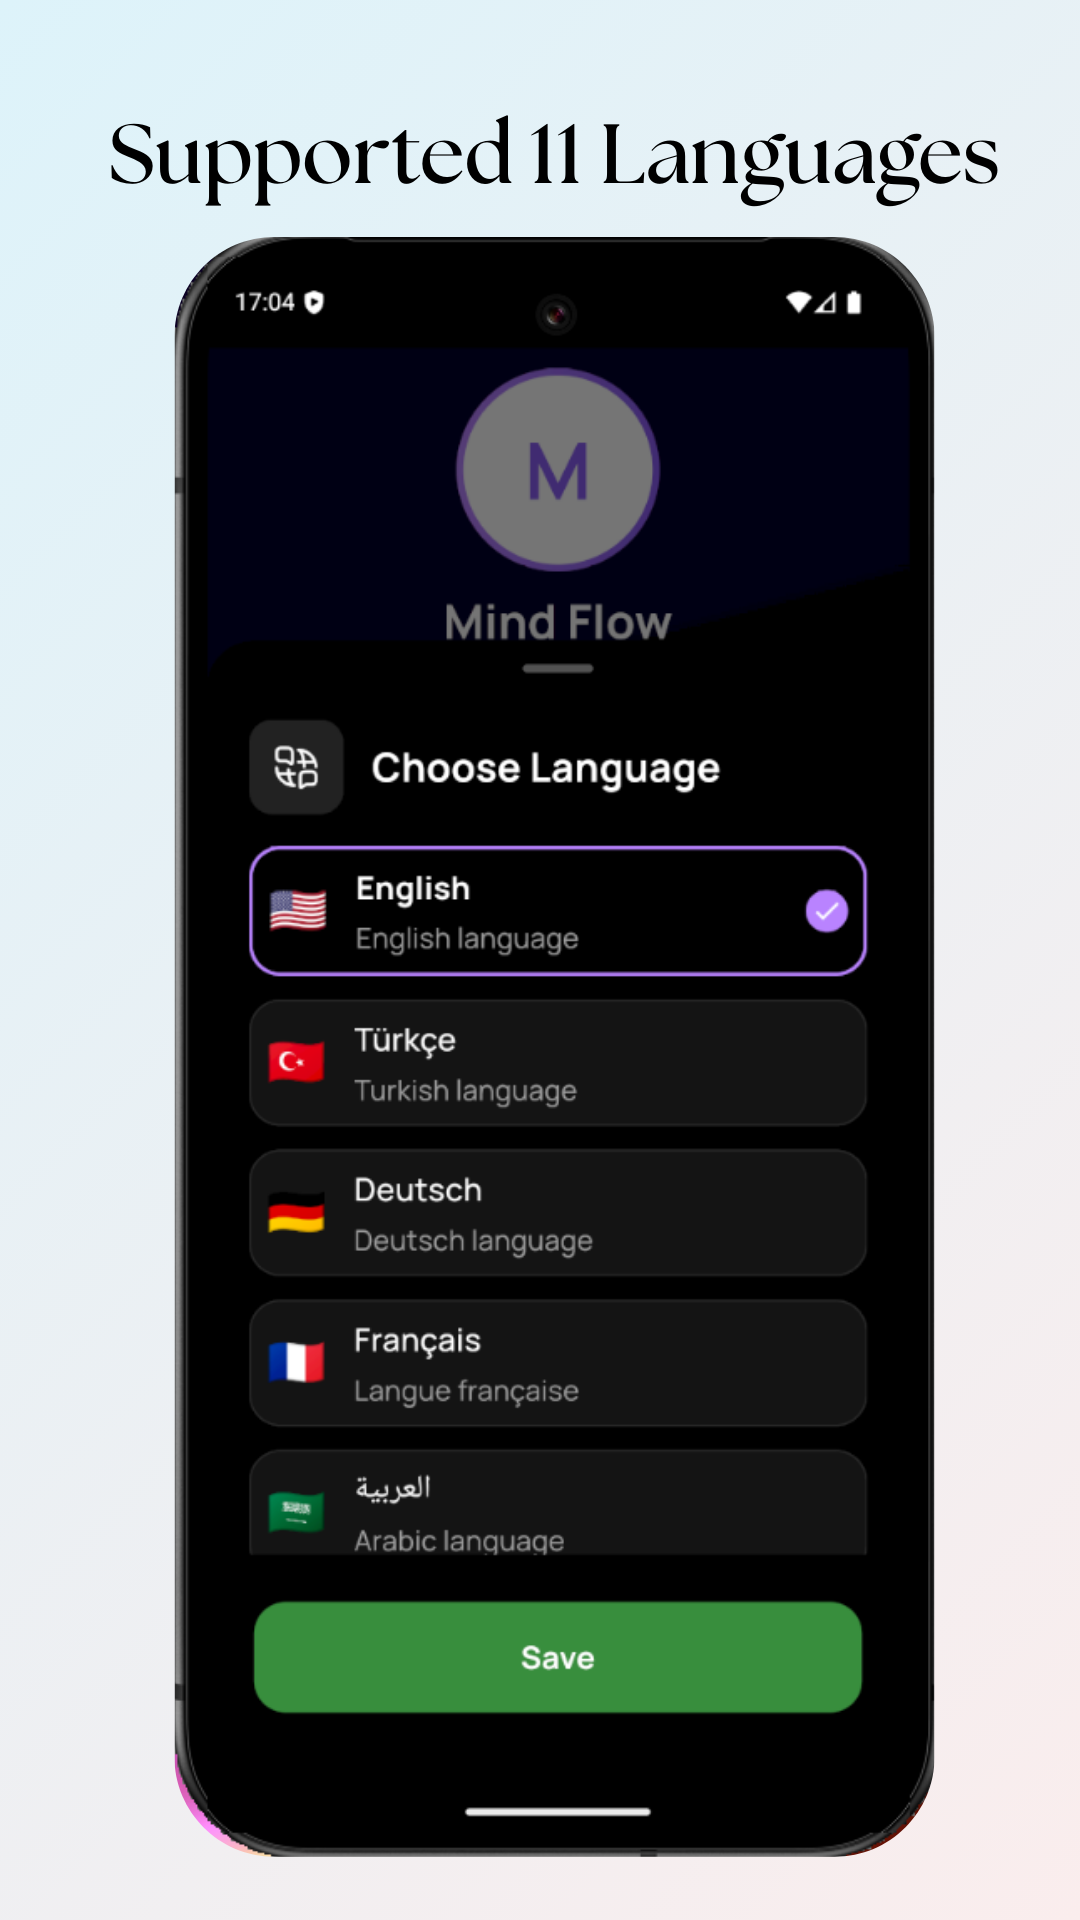 Supported 11 Languages
17:04
M
Mind Flow
Choose Language
English
English language
Türkçe
Turkish language
Deutsch
Deutsch language
Français
Langue française
العربية
Arabic language
Save